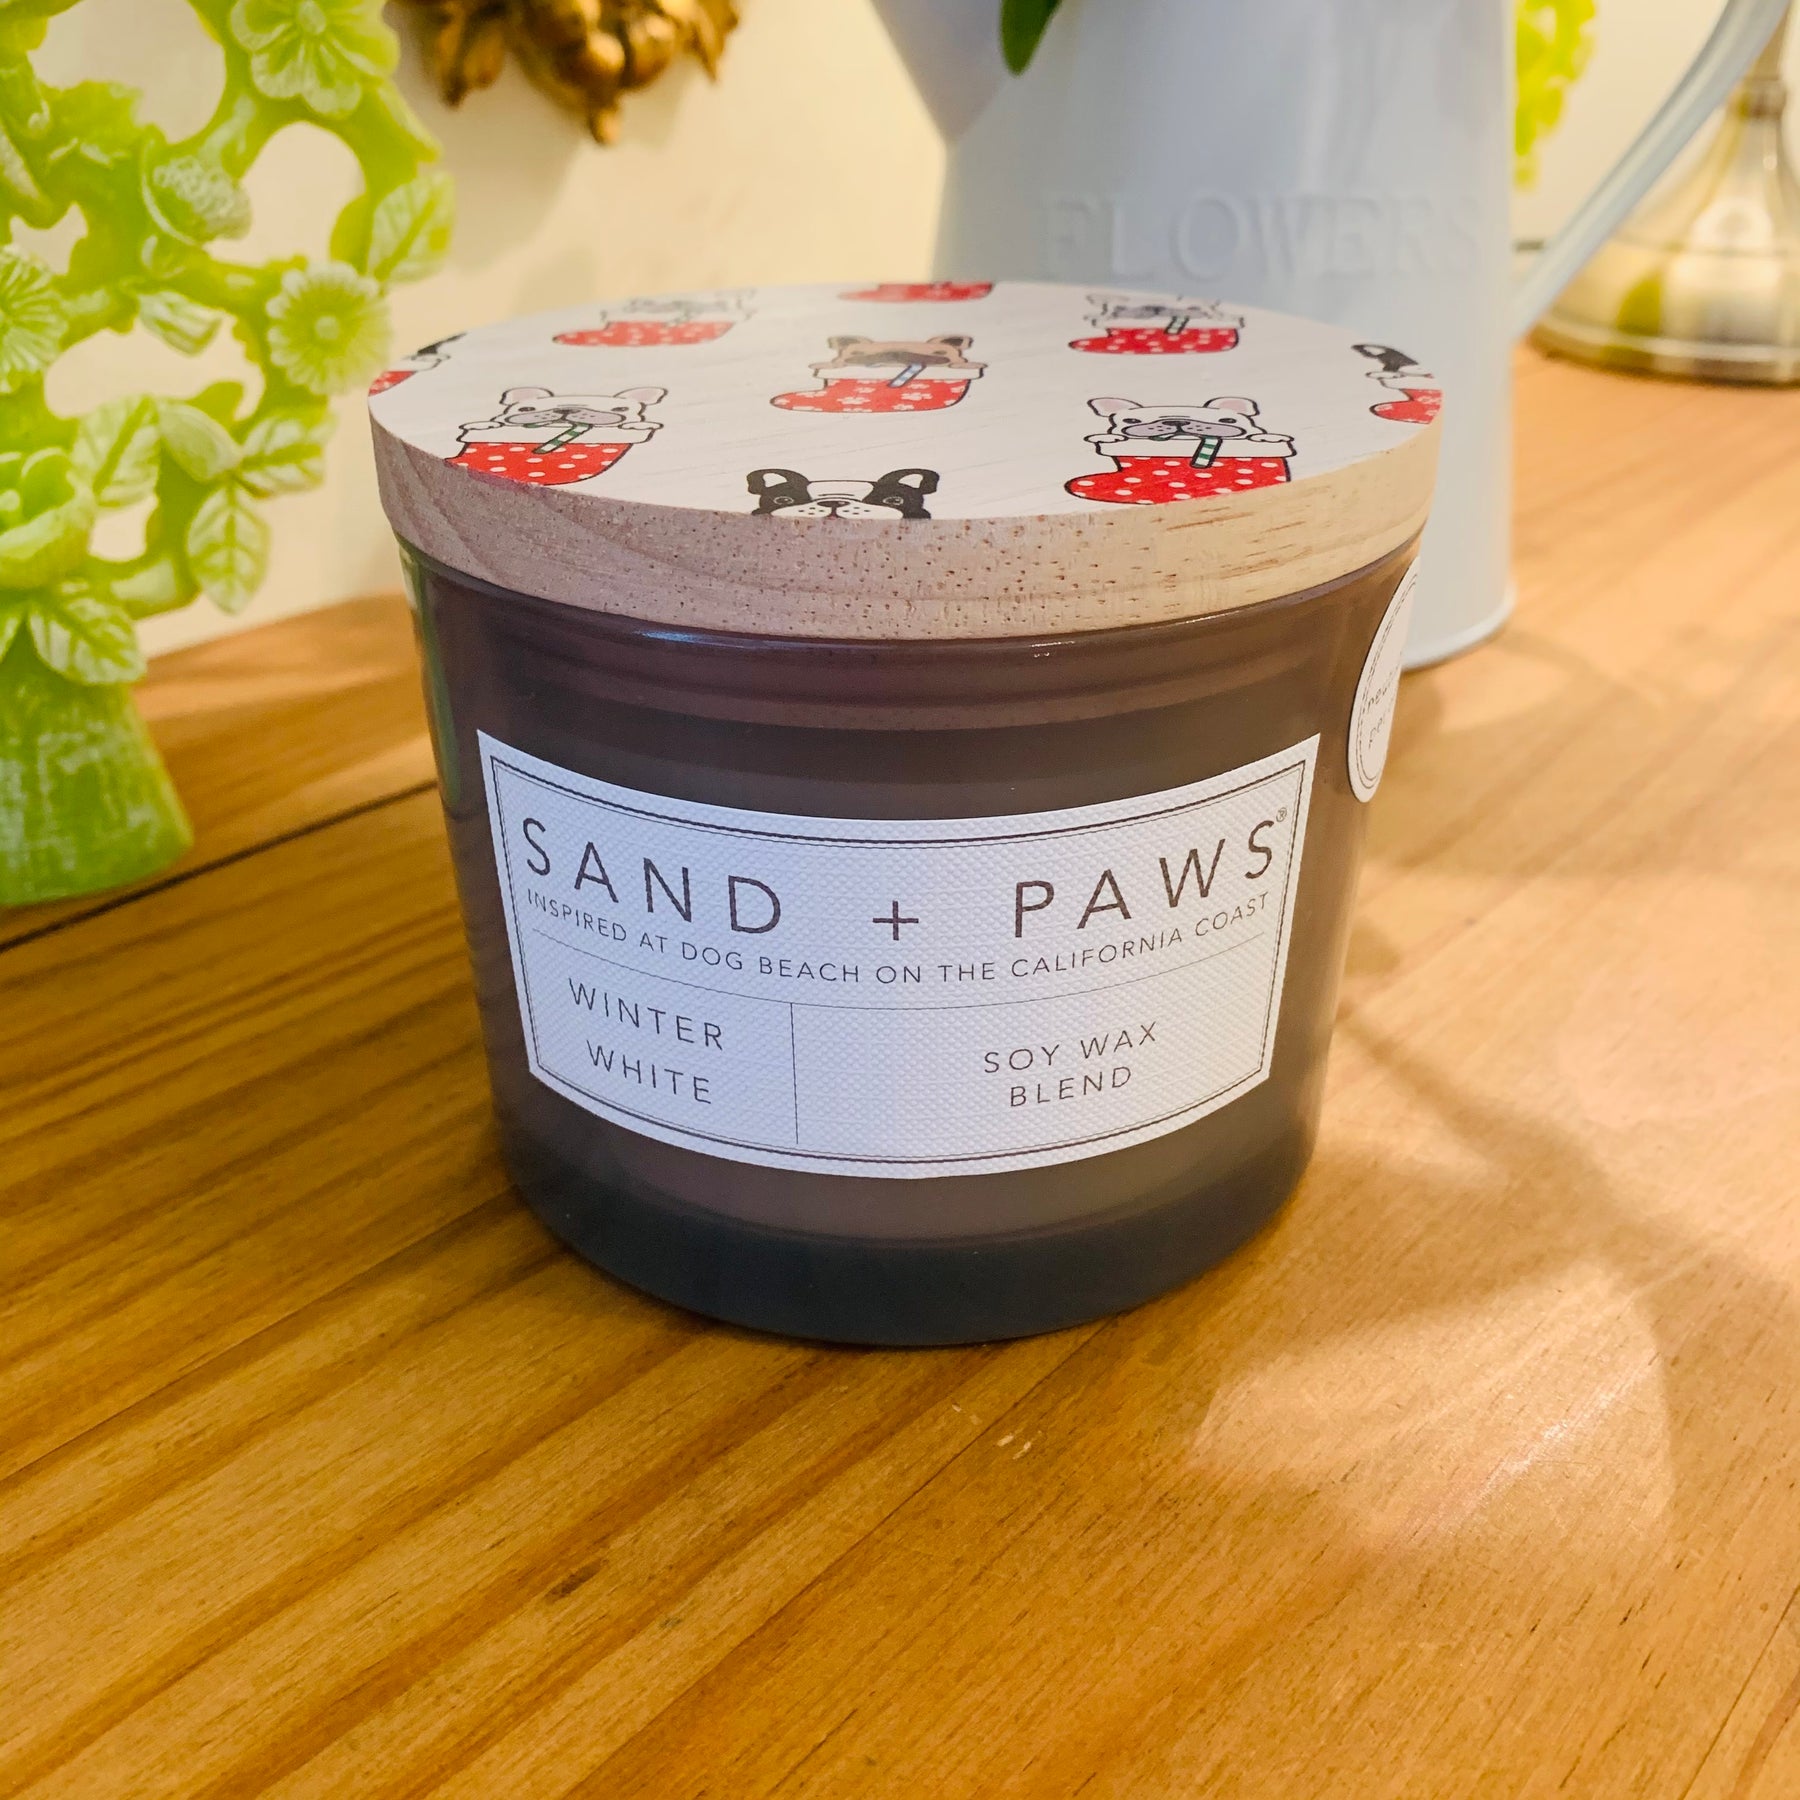 FLOWERS
SAND + PAWS®
INSPIRED AT DOG BEACH ON THE CALIFORNIA COAST
WINTER
WHITE
SOY WAX
BLEND